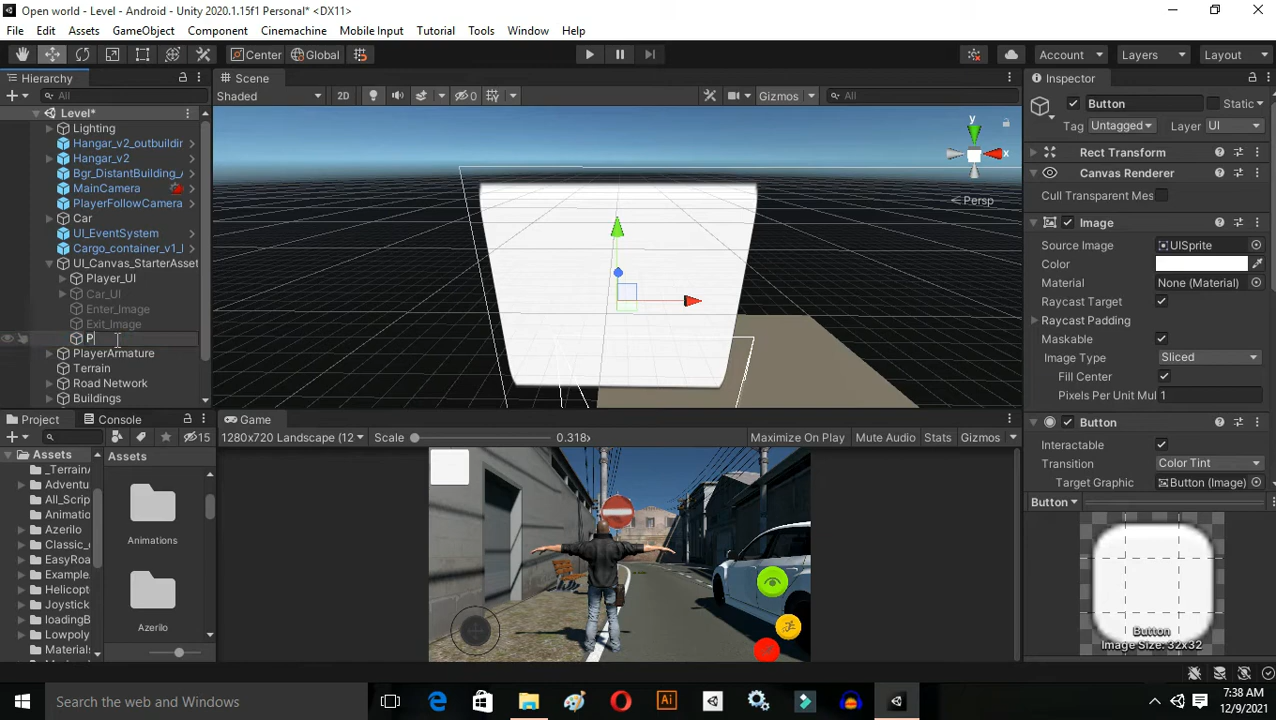 Open world - Level - Android - Unity 2020.1.15f1 Personal* <DX11>
File Edit Assets GameObject Component Cinemachine Mobile Input Tutorial Tools Window Help
Center Global Account Layers Layout
Hierarchy Scene Inspector
All Shaded 2D 0 Gizmos All Button Static
Level* Tag Untagged Layer UI
Lighting
Hangar_v2_outbuildir
Hangar_v2
Bgr_DistantBuilding_
MainCamera
PlayerFollowCamera
Car
UI_EventSystem
Cargo_container_v1_
UI_Canvas_StarterAsset
Player_UI
Car_UI
Enter_Image
Exit_Image
P
PlayerArmature
Terrain
Road Network
Buildings
y
x
Persp
Rect Transform
Canvas Renderer
Cull Transparent Mes
Image
Source Image UISprite
Color
Material None (Material)
Raycast Target
Raycast Padding
Maskable
Image Type Sliced
Fill Center
Pixels Per Unit Mul 1
Button
Interactable
Transition Color Tint
Target Graphic Button (Image)
Button
Button
Image Size: 32x32
Project Console
15
Assets
_Terrain
Adventu
All_Scrip
Animatio
Azerilo
Classic_
EasyRoa
Example
Helicopt
Joystick
loadingB
Lowpoly
Material
Assets
Animations
Azerilo
Game
1280x720 Landscape (12 Scale 0.318 Maximize On Play Mute Audio Stats Gizmos
Search the web and Windows
Ai
7:38 AM
12/9/2021